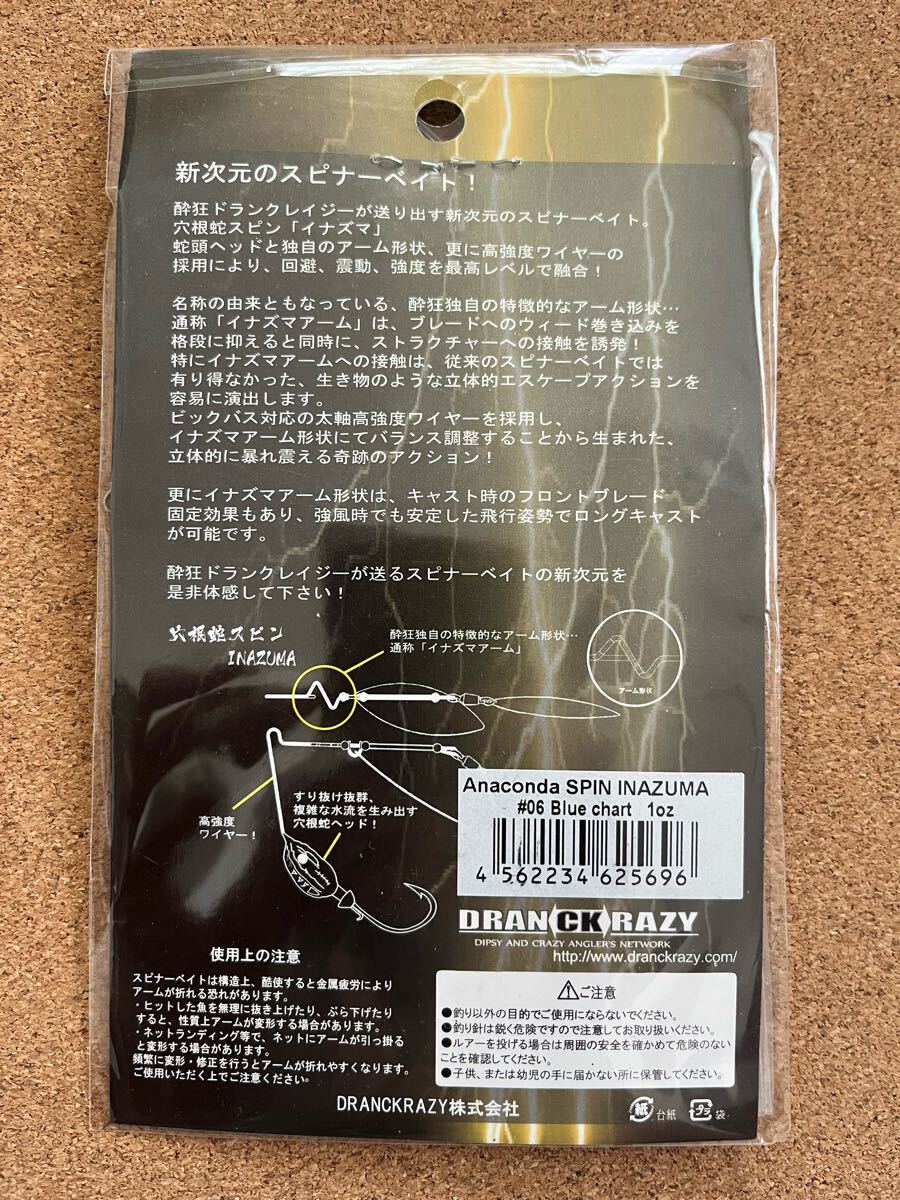 新次元のスピナーベイト！
酔狂ドランクレイジーが送り出す新次元のスピナーベイト。
穴根蛇スピン「イナズマ」
蛇頭ヘッドと独自のアーム形状、更に高強度ワイヤーの
採用により、回避、震動、強度を最高レベルで融合！
名称の由来ともなっている、酔狂独自の特徴的なアーム形状…
通称「イナズマアーム」は、ブレードへのウィード巻き込みを
格段に抑えると同時に、ストラクチャーへの接触を誘発！
特にイナズマアームへの接触は、従来のスピナーベイトでは
有り得なかった、生き物のような立体的エスケープアクションを
容易に演出します。
ビックバス対応の太軸高強度ワイヤーを採用し、
イナズマアーム形状にてバランス調整することから生まれた、
立体的に暴れ震える奇跡のアクション！
更にイナズマアーム形状は、キャスト時のフロントブレード
固定効果もあり、強風時でも安定した飛行姿勢でロングキャスト
が可能です。
酔狂ドランクレイジーが送るスピナーベイトの新次元を
是非体感して下さい！
穴根蛇スピン
INAZUMA
酔狂独自の特徴的なアーム形状…
通称「イナズマアーム」
アーム形状
高強度
ワイヤー！
すり抜け抜群、
複雑な水流を生み出す
穴根蛇ヘッド！
Anaconda SPIN INAZUMA
#06 Blue chart 1oz
4 562234 625696
DRANCKRAZY
DIPSY AND CRAZY ANGLER'S NETWORK
http://www.dranckrazy.com/
使用上の注意
スピナーベイトは構造上、酷使すると金属疲労により
アームが折れる恐れがあります。
・ヒットした魚を無理に抜き上げたり、ぶら下げたり
すると、性質上アームが変形する場合があります。
・ネットランディング等で、ネットにアームが引っ掛る
と変形する場合があります。
頻繁に変形・修正を行うとアームが折れやすくなります。
ご使用いただく上でご注意ください。
⚠ご注意
●釣り以外の目的でご使用にならないでください。
●釣り針は鋭く危険ですので注意してお取り扱いください。
●ルアーを投げる場合は周囲の安全を確かめて危険のない
ことを確認してください。
●子供、または幼児の手に届かない所に保管してください。
DRANCKRAZY株式会社
紙 台紙 プラ 袋